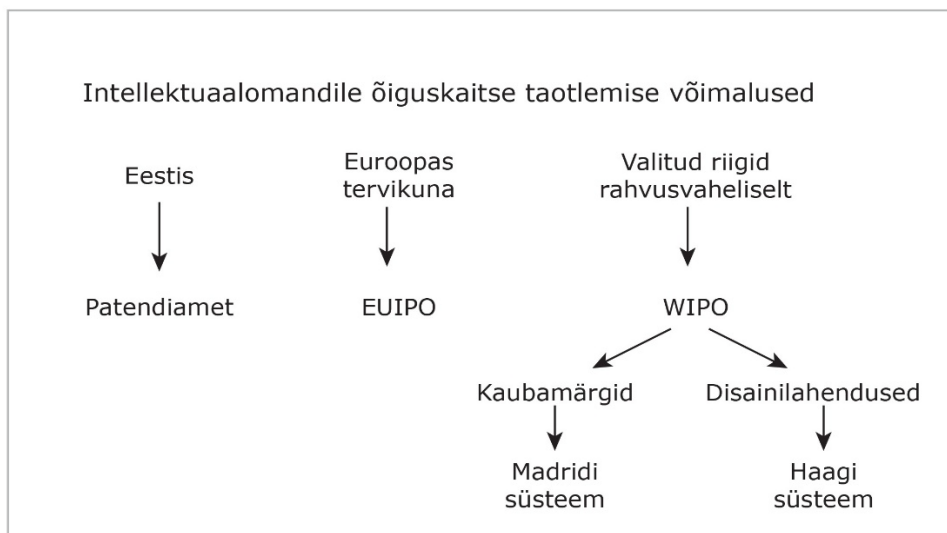 Intellektuaalomandile õiguskaitse taotlemise võimalused
Eestis
Euroopas
tervikuna
Valitud riigid
rahvusvaheliselt
Patendiamet
EUIPO
WIPO
Kaubamärgid
Disainilahendused
Madridi
süsteem
Haagi
süsteem